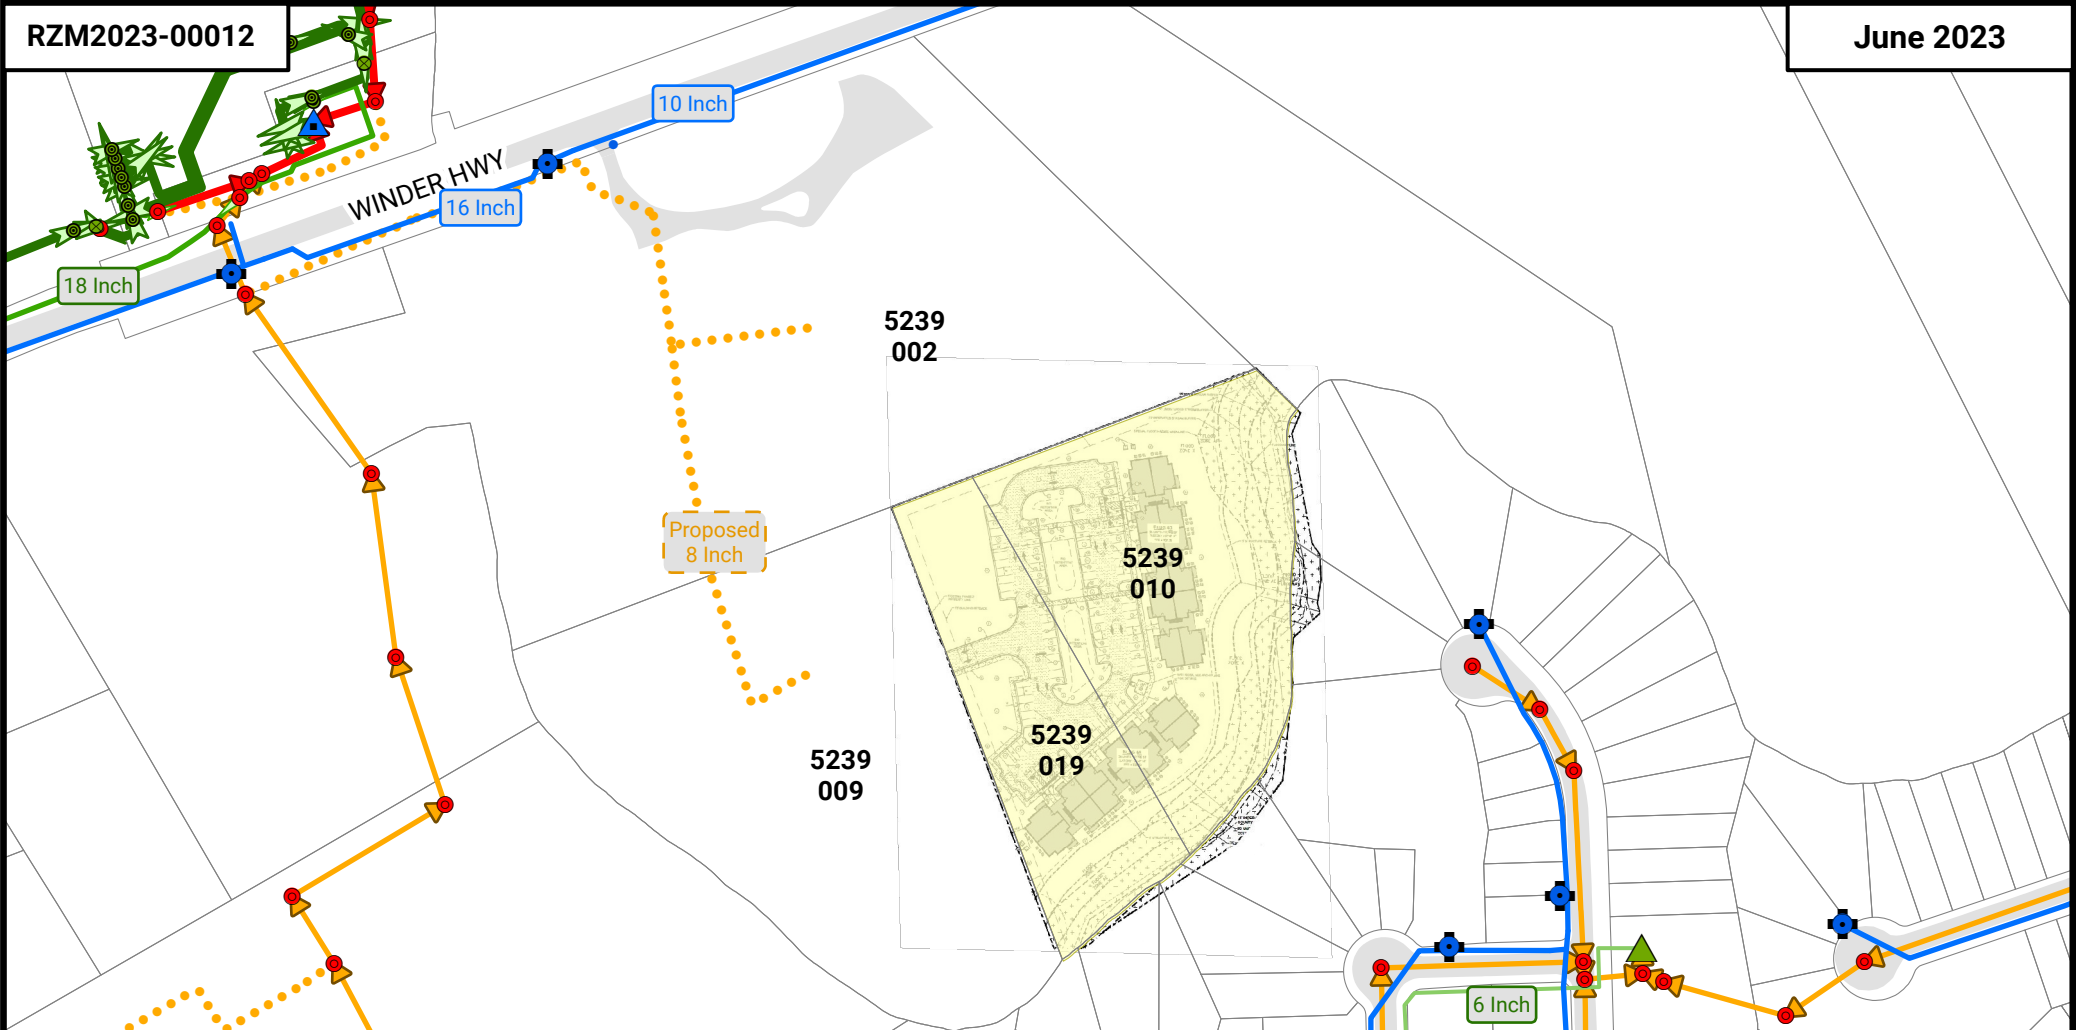 RZM2023-00012
June 2023
10 Inch
WINDER HWY
16 Inch
18 Inch
5239
002
Proposed
8 Inch
5239
010
5239
019
5239
009
6 Inch